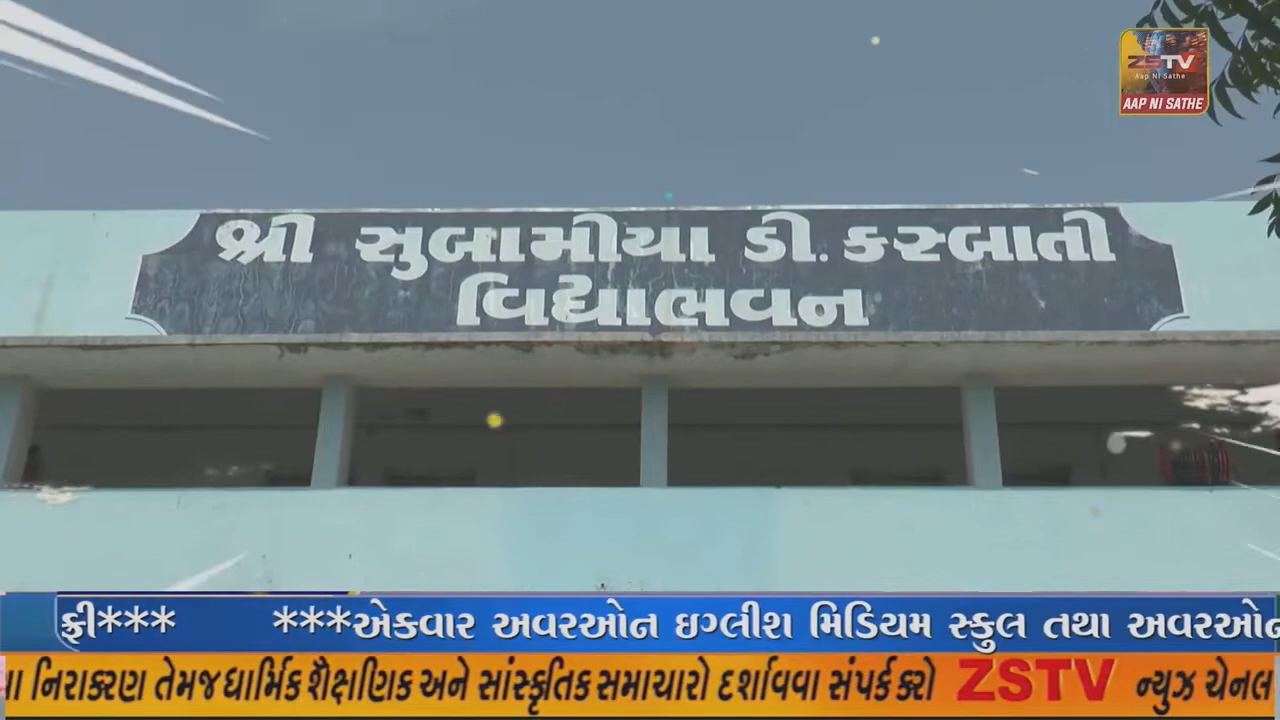 ZSTV
Aap Ni Sathe
AAP NI SATHE
શ્રી સુબામીયા ડી. કરબાતી
વિદ્યાભવન
ફ્રી*** ***એકવાર અવરઓન ઇગ્લીશ મિડિયમ સ્કુલ તથા અવરઓન
નિરાકરણ તેમજ ધાર્મિક શૈક્ષણિક અને સાંસ્કૃતિક સમાચારો દર્શાવવા સંપર્ક કરો ZSTV ન્યુઝ ચેનલ